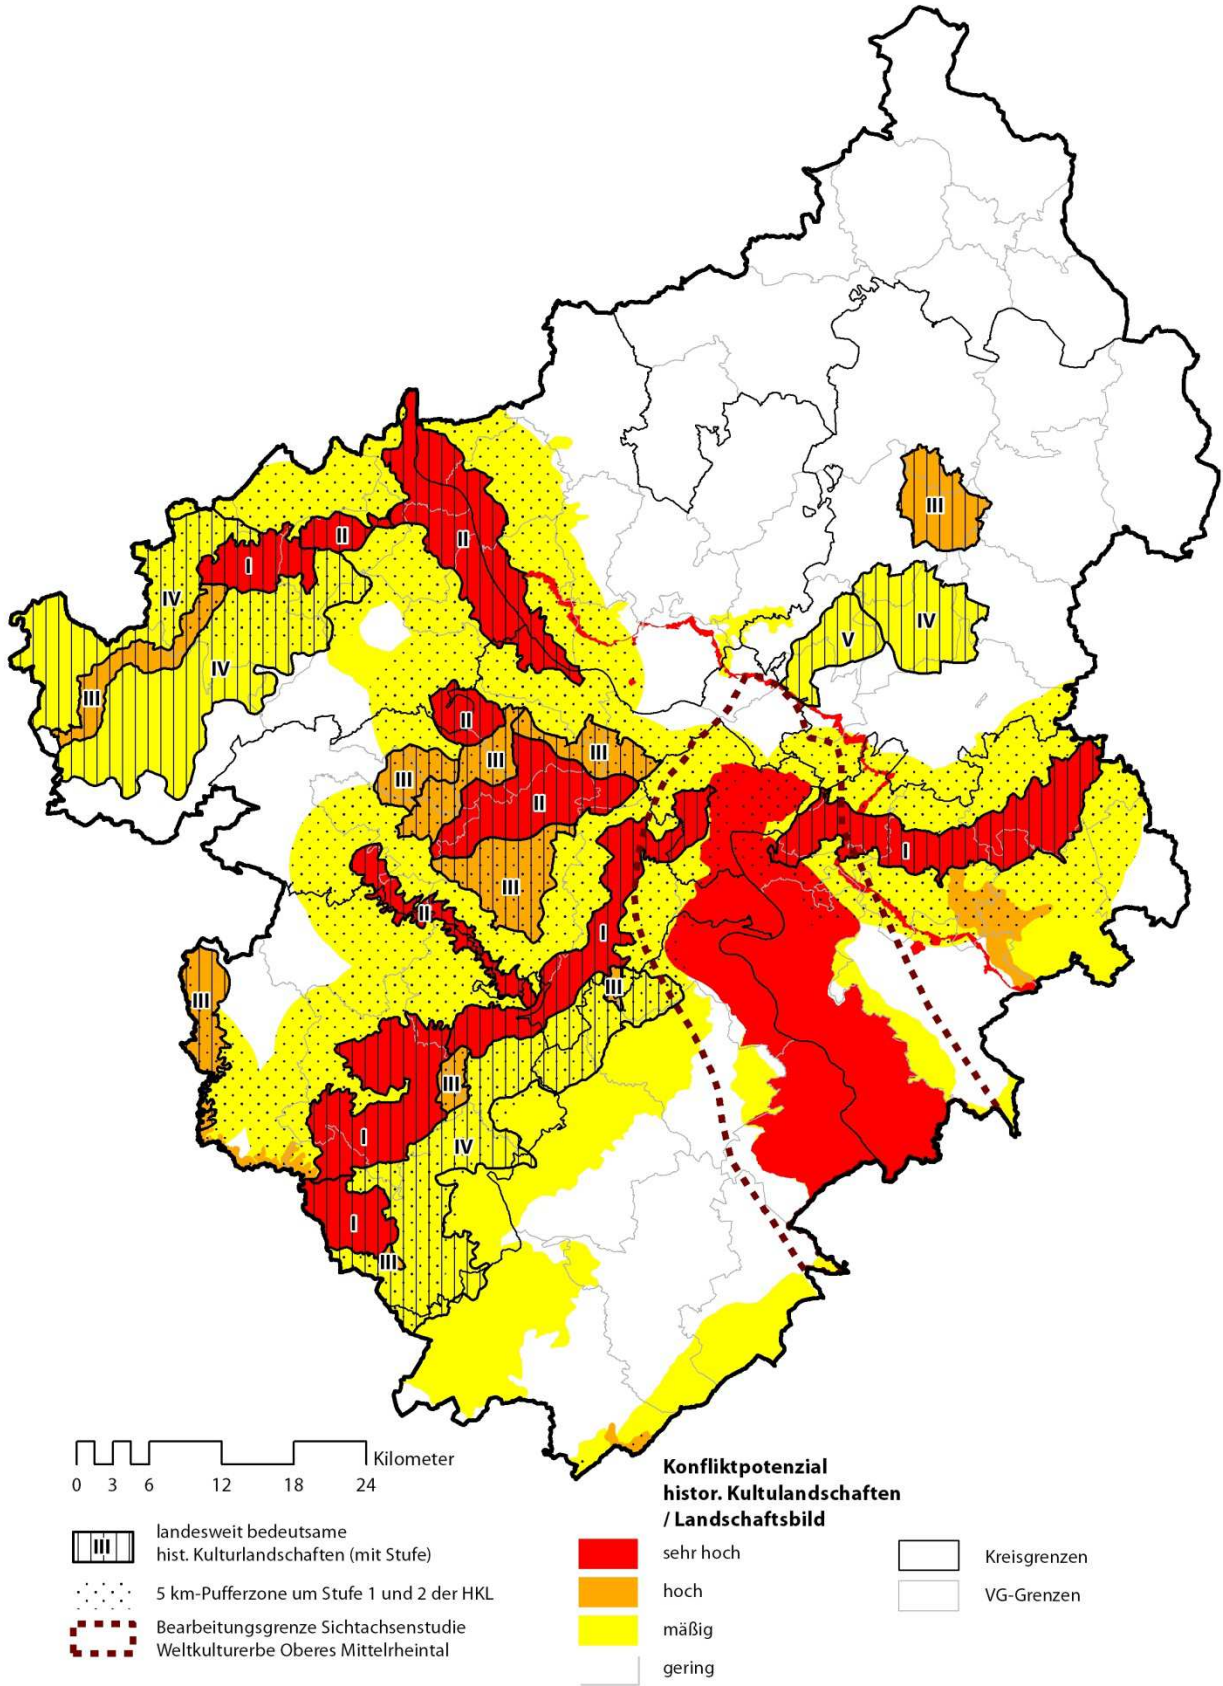 III
II
II
I
IV
V
IV
IV
III
II
III
III
III
II
I
III
II
I
III
III
III
I
IV
I
III
Kilometer
0 3 6 12 18 24
III
landesweit bedeutsame
hist. Kulturlandschaften (mit Stufe)
5 km-Pufferzone um Stufe 1 und 2 der HKL
Bearbeitungsgrenze Sichtachsenstudie
Weltkulturerbe Oberes Mittelrheintal
Konfliktpotenzial
histor. Kultulandschaften
/ Landschaftsbild
sehr hoch
hoch
mäßig
gering
Kreisgrenzen
VG-Grenzen